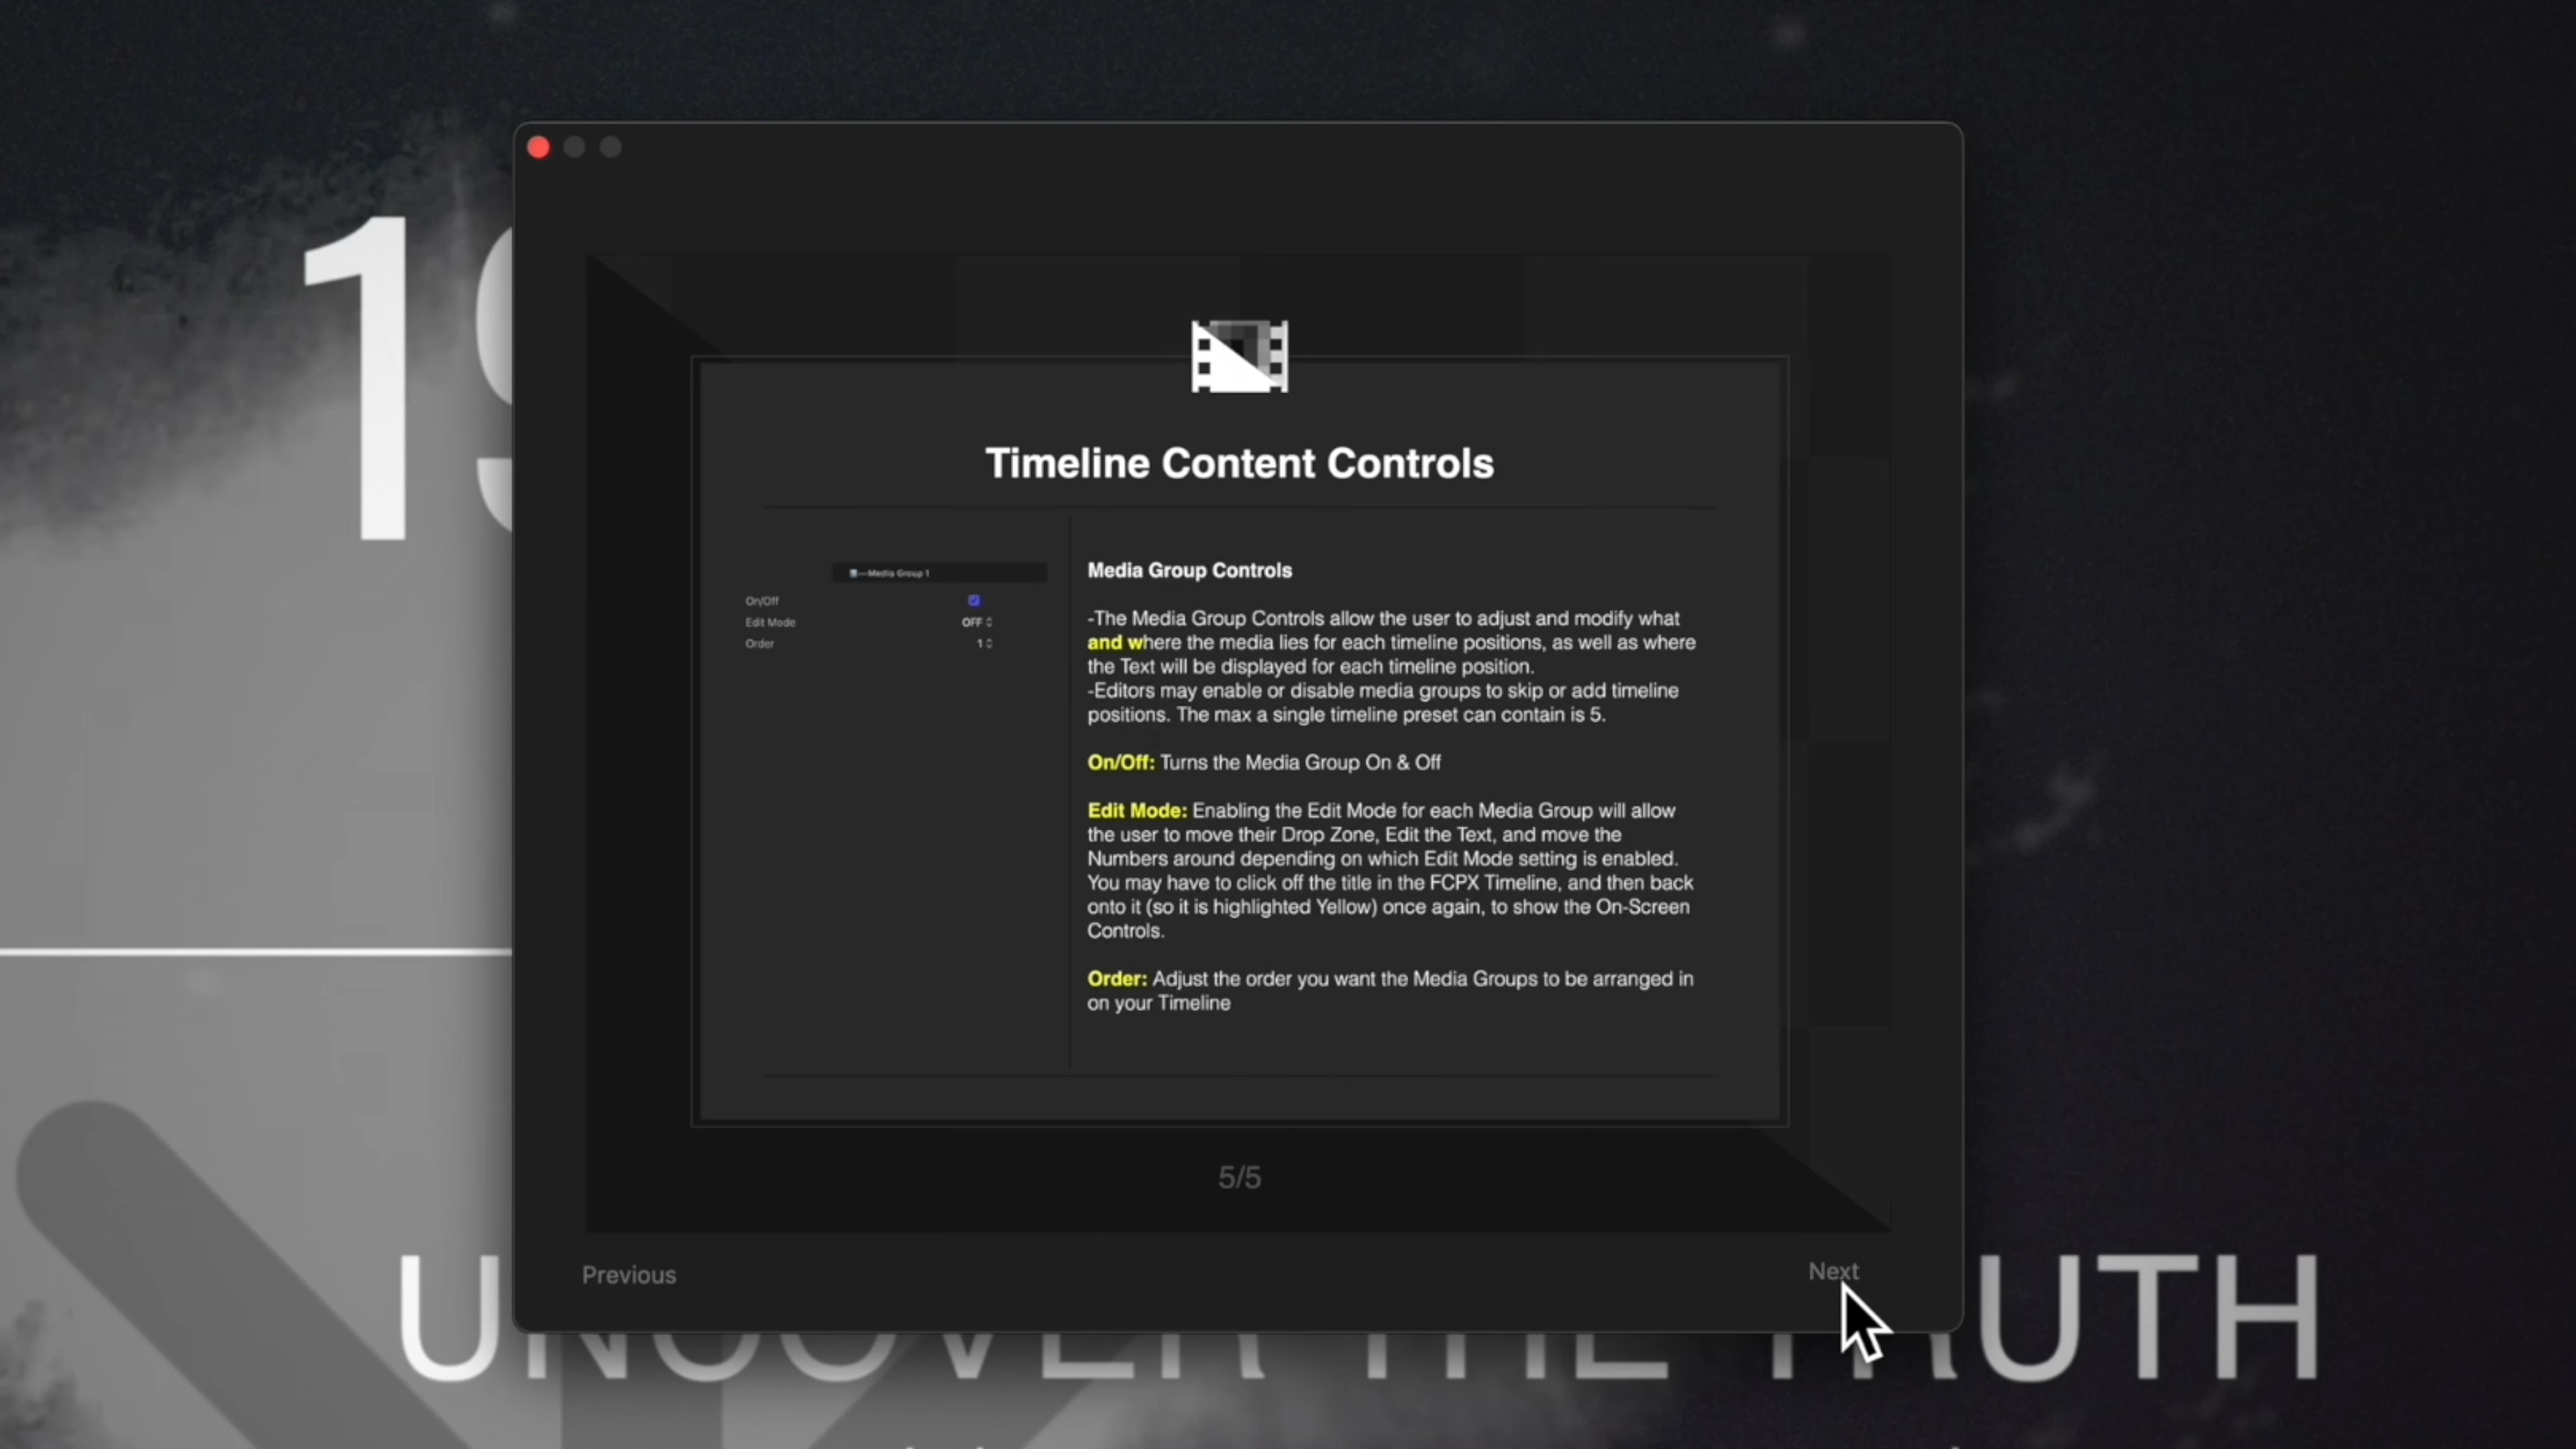 19
Timeline Content Controls
Media Group 1
On/Off
Edit Mode OFF
Order 1
Media Group Controls
-The Media Group Controls allow the user to adjust and modify what
and where the media lies for each timeline positions, as well as where
the Text will be displayed for each timeline position.
-Editors may enable or disable media groups to skip or add timeline
positions. The max a single timeline preset can contain is 5.
On/Off: Turns the Media Group On & Off
Edit Mode: Enabling the Edit Mode for each Media Group will allow
the user to move their Drop Zone, Edit the Text, and move the
Numbers around depending on which Edit Mode setting is enabled.
You may have to click off the title in the FCPX Timeline, and then back
onto it (so it is highlighted Yellow) once again, to show the On-Screen
Controls.
Order: Adjust the order you want the Media Groups to be arranged in
on your Timeline
5/5
Previous
Next
UNCOVER THE TRUTH